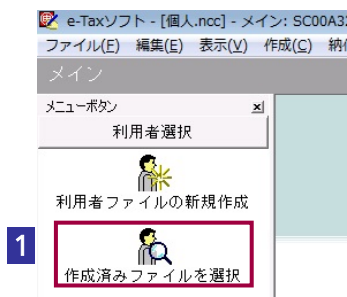 e-Taxソフト - [個人.ncc] - メイン: SC00A3
ファイル(F) 編集(E) 表示(V) 作成(C) 納
メイン
メニューボタン x
利用者選択
利用者ファイルの新規作成
1
作成済みファイルを選択